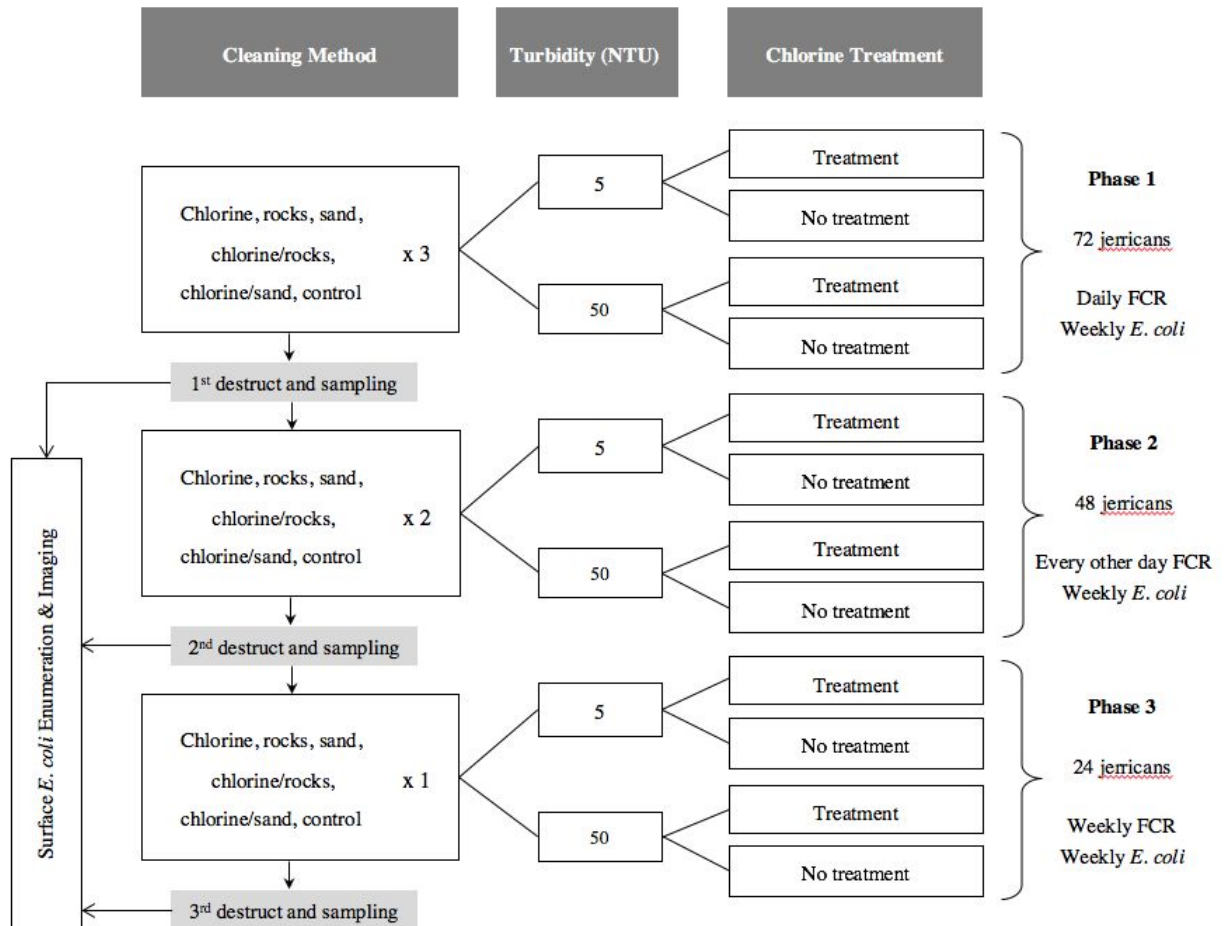 Cleaning Method
Turbidity (NTU)
Chlorine Treatment
Chlorine, rocks, sand,
chlorine/rocks,
chlorine/sand, control
x 3
5
50
Treatment
No treatment
Treatment
No treatment
Phase 1
72 jerricans
Daily FCR
Weekly E. coli
1st destruct and sampling
Chlorine, rocks, sand,
chlorine/rocks,
chlorine/sand, control
x 2
5
50
Treatment
No treatment
Treatment
No treatment
Phase 2
48 jerricans
Every other day FCR
Weekly E. coli
2nd destruct and sampling
Chlorine, rocks, sand,
chlorine/rocks,
chlorine/sand, control
x 1
5
50
Treatment
No treatment
Treatment
No treatment
Phase 3
24 jerricans
Weekly FCR
Weekly E. coli
3rd destruct and sampling
Surface E. coli Enumeration & Imaging